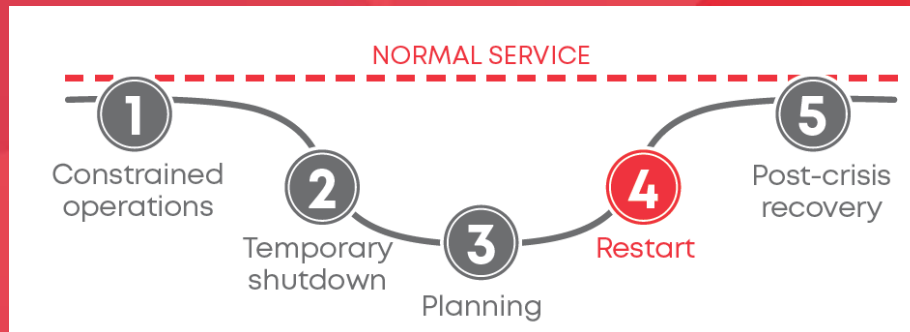 NORMAL SERVICE
1
Constrained
operations
2
Temporary
shutdown
3
Planning
4
Restart
5
Post-crisis
recovery